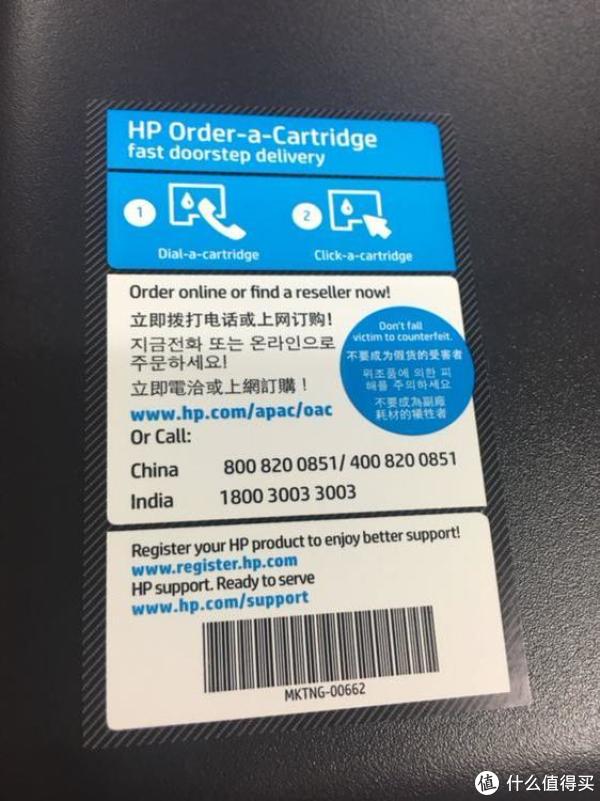 HP Order-a-Cartridge
fast doorstep delivery
1
2
Dial-a-cartridge
Click-a-cartridge
Order online or find a reseller now!
立即拨打电话或上网订购!
지금전화 또는 온라인으로
주문하세요!
立即電洽或上網訂購!
www.hp.com/apac/oac
Or Call:
China 800 820 0851/ 400 820 0851
India 1800 3003 3003
Don't fall
victim to counterfeit.
不要成为假货的受害者
위조품에 의한 피
해를 주의하세요
不要成為副廠
耗材的犧牲者
Register your HP product to enjoy better support!
www.register.hp.com
HP support. Ready to serve
www.hp.com/support
MKTNG-00662
值 什么值得买